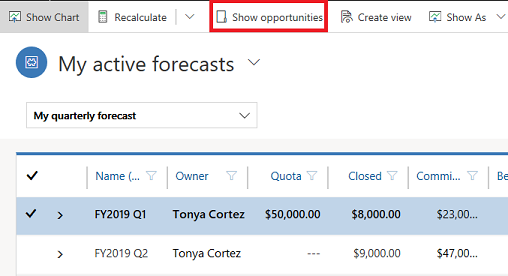 Show Chart Recalculate Show opportunities Create view Show As
My active forecasts
My quarterly forecast
Name (... Owner Quota Closed Commi... Be
FY2019 Q1 Tonya Cortez $50,000.00 $8,000.00 $23,00...
FY2019 Q2 Tonya Cortez --- $9,000.00 $47,00...